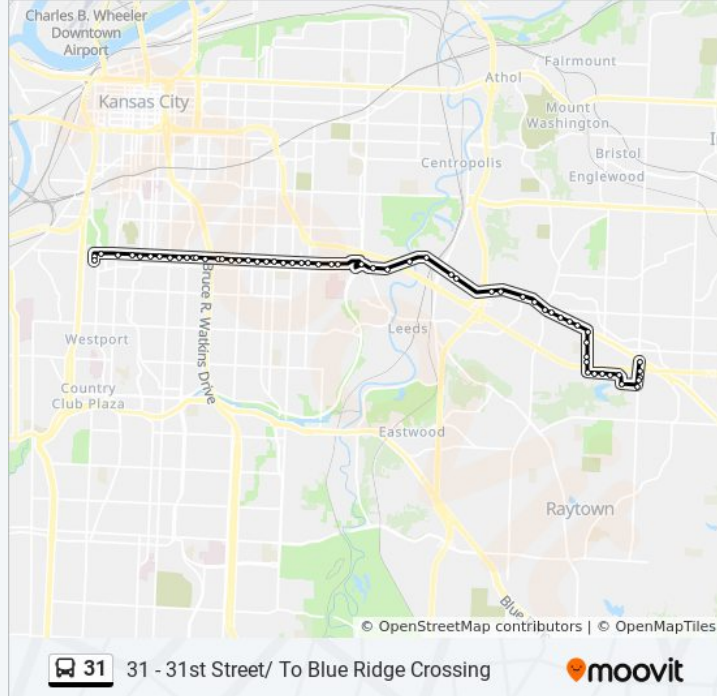 Charles B. Wheeler
Downtown
Airport
Kansas City
Fairmount
Athol
Mount
Washington
Bristol
Englewood
Centropolis
Bruce R. Watkins Drive
Westport
Country
Club Plaza
Leeds
Eastwood
Raytown
© OpenStreetMap contributors | © OpenMapTiles
31
31 - 31st Street/ To Blue Ridge Crossing
moovit